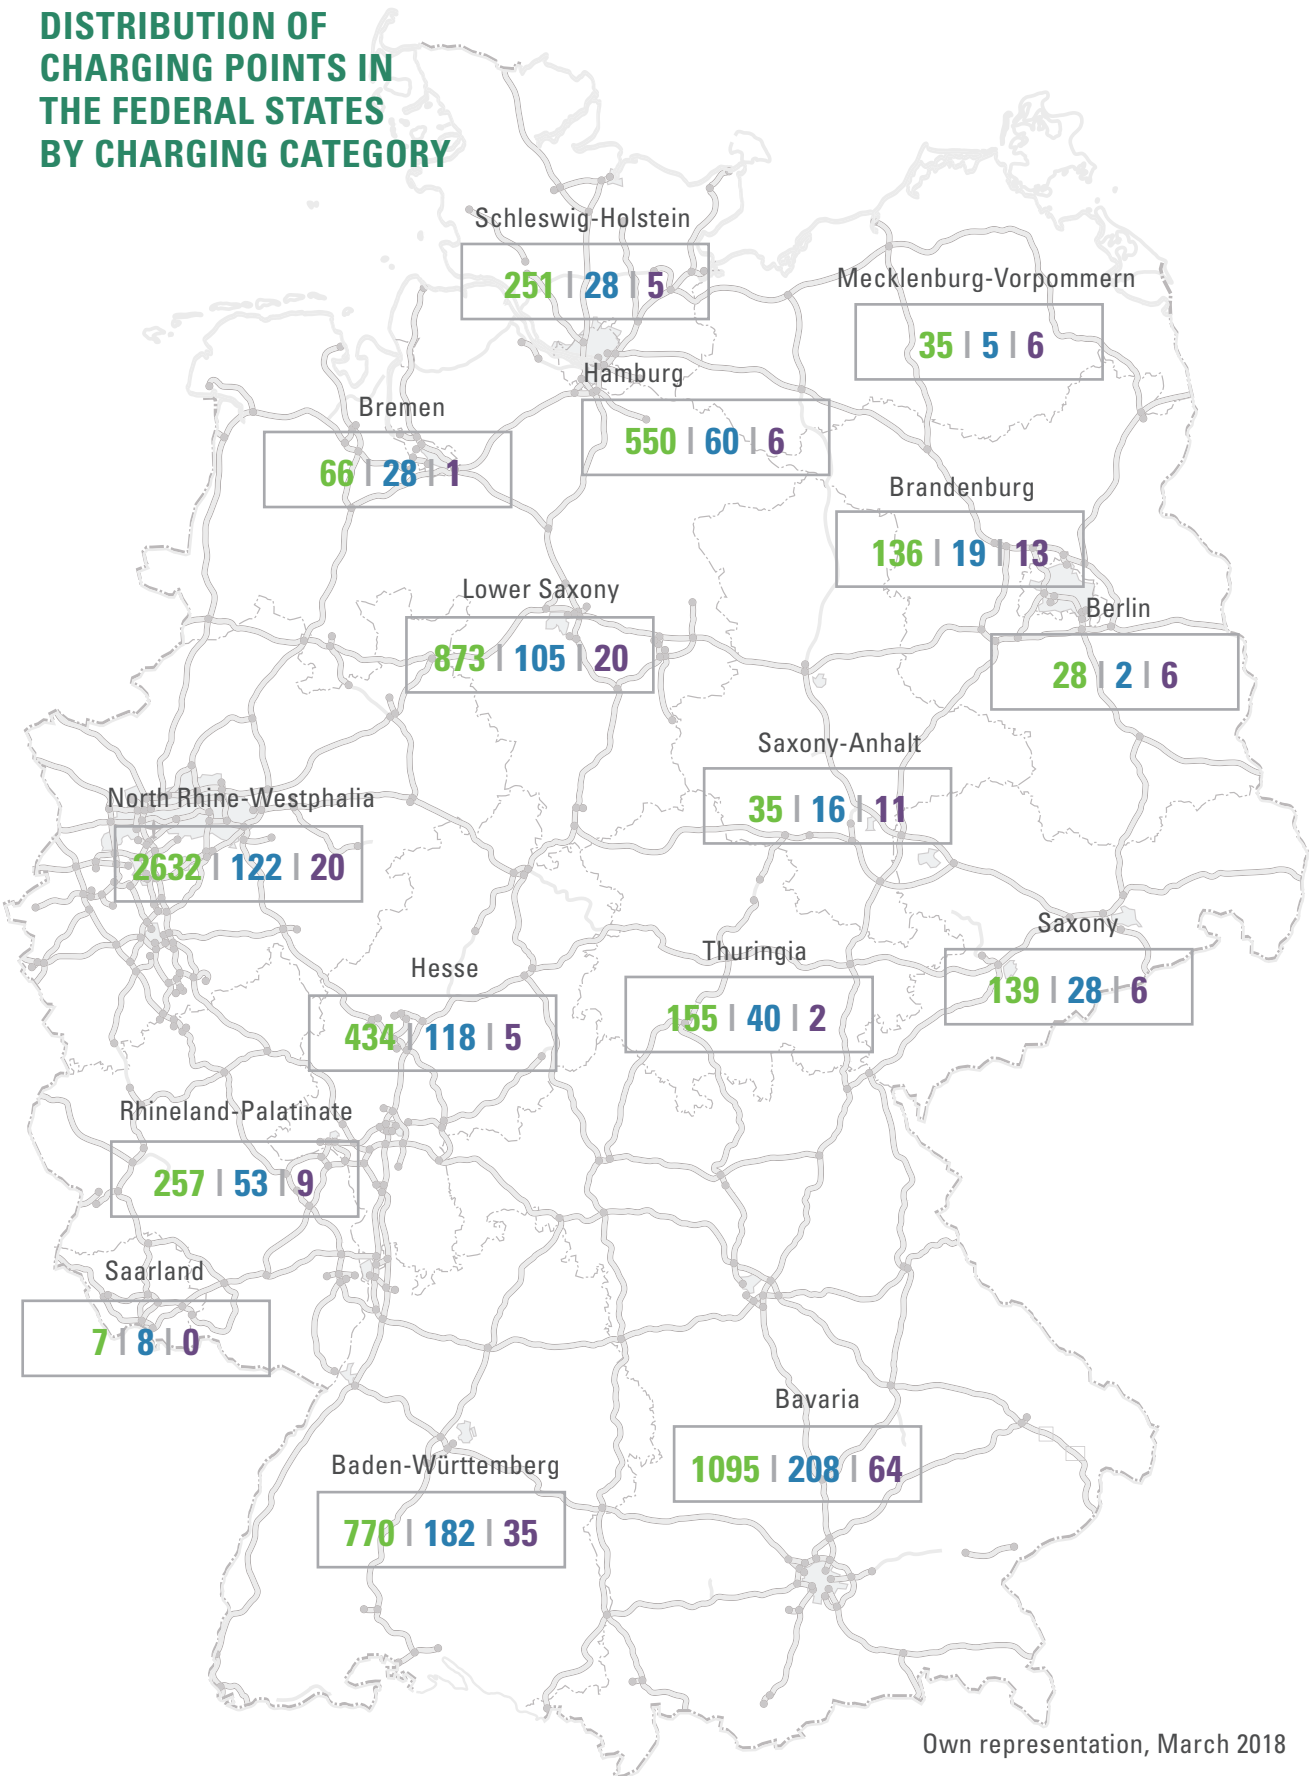 DISTRIBUTION OF
CHARGING POINTS IN
THE FEDERAL STATES
BY CHARGING CATEGORY
Schleswig-Holstein
251 | 28 | 5
Mecklenburg-Vorpommern
35 | 5 | 6
Hamburg
550 | 60 | 6
Bremen
66 | 28 | 1
Brandenburg
136 | 19 | 13
Lower Saxony
873 | 105 | 20
Berlin
28 | 2 | 6
Saxony-Anhalt
35 | 16 | 11
North Rhine-Westphalia
2632 | 122 | 20
Saxony
139 | 28 | 6
Thuringia
155 | 40 | 2
Hesse
434 | 118 | 5
Rhineland-Palatinate
257 | 53 | 9
Saarland
7 | 8 | 0
Bavaria
1095 | 208 | 64
Baden-Württemberg
770 | 182 | 35
Own representation, March 2018